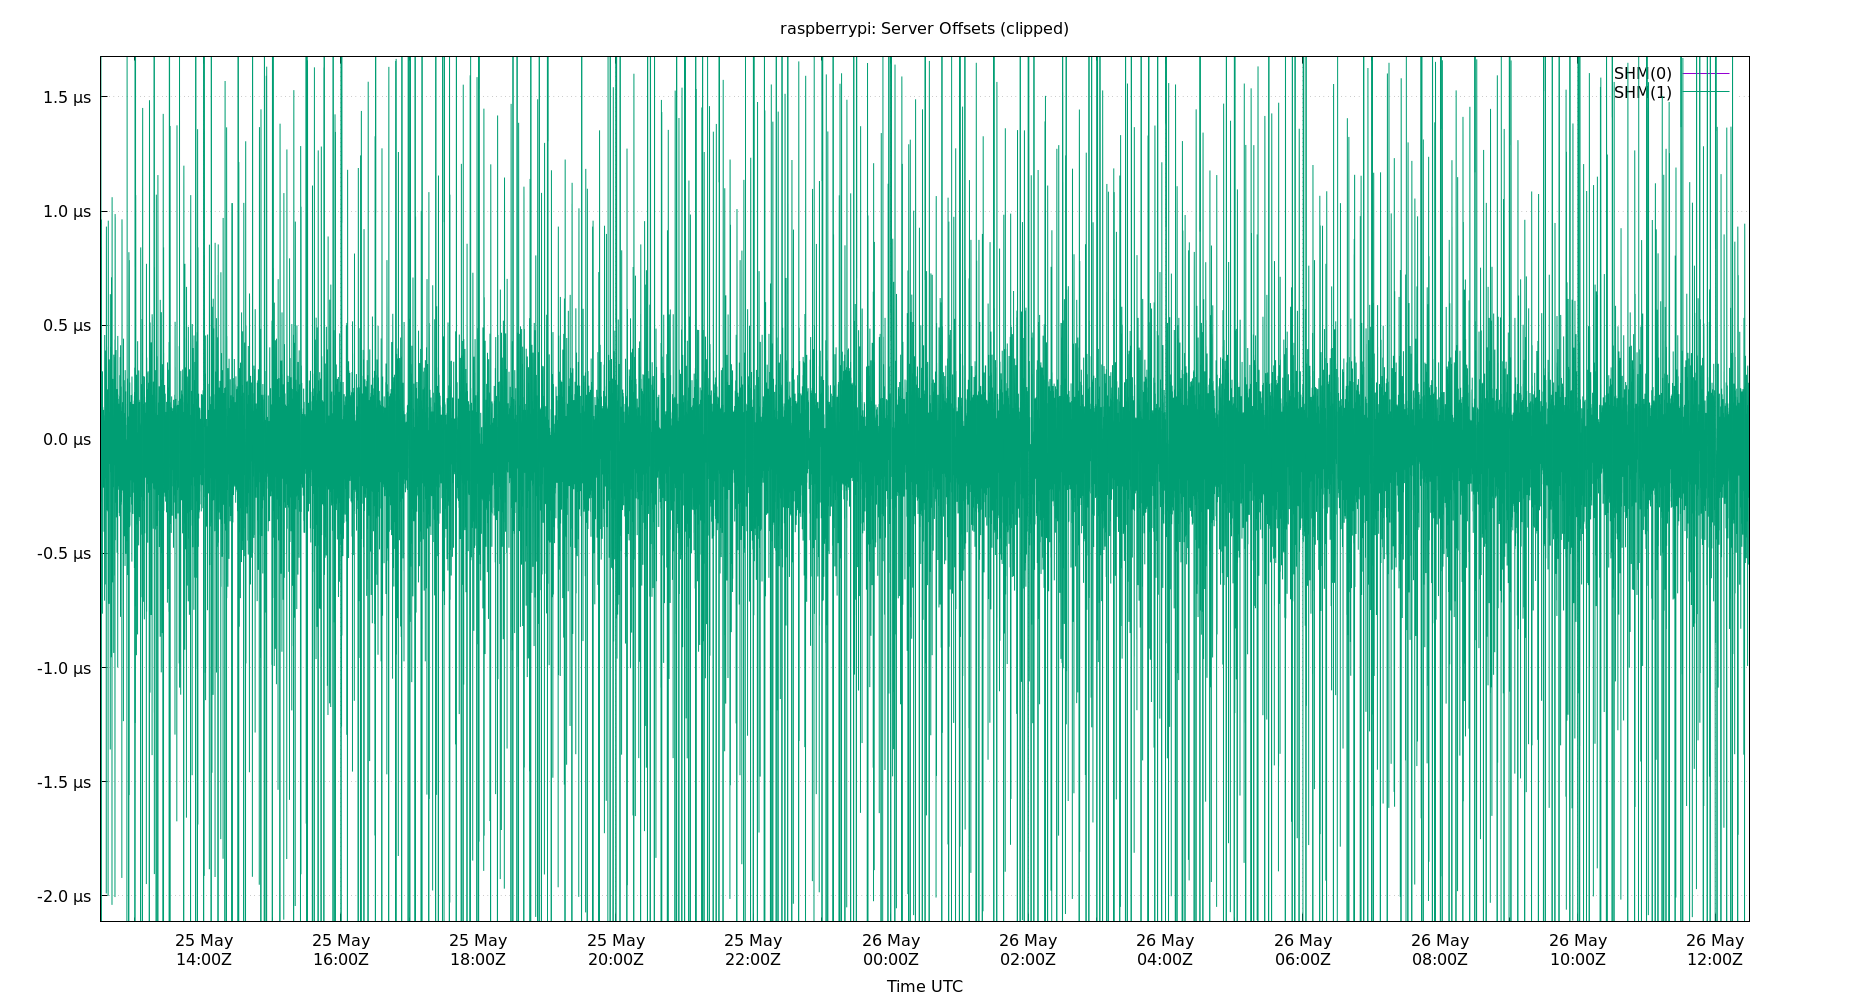 raspberrypi: Server Offsets (clipped)
SHM(0)
SHM(1)
1.5 µs
1.0 µs
0.5 µs
0.0 µs
-0.5 µs
-1.0 µs
-1.5 µs
-2.0 µs
25 May 25 May 25 May 25 May 25 May 26 May 26 May 26 May 26 May 26 May 26 May 26 May
14:00Z 16:00Z 18:00Z 20:00Z 22:00Z 00:00Z 02:00Z 04:00Z 06:00Z 08:00Z 10:00Z 12:00Z
Time UTC